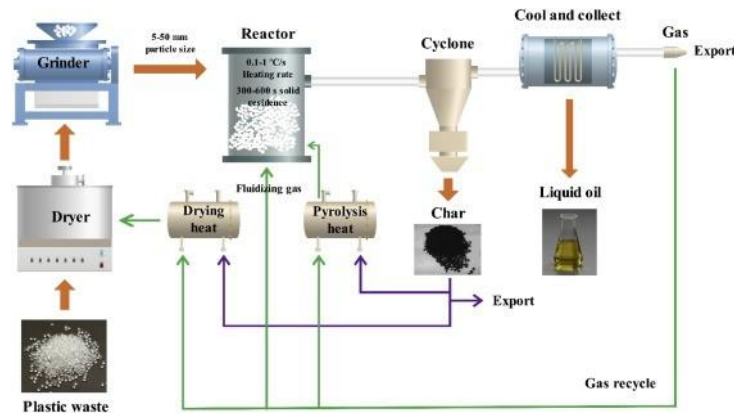 Grinder
5-50 mm
particle size
Reactor
0.1-1 °C/s
Heating rate
300-600 s solid
residence
Cyclone
Cool and collect
Gas
Export
Dryer
Fluidizing gas
Drying
heat
Pyrolysis
heat
Char
Liquid oil
Export
Plastic waste
Gas recycle